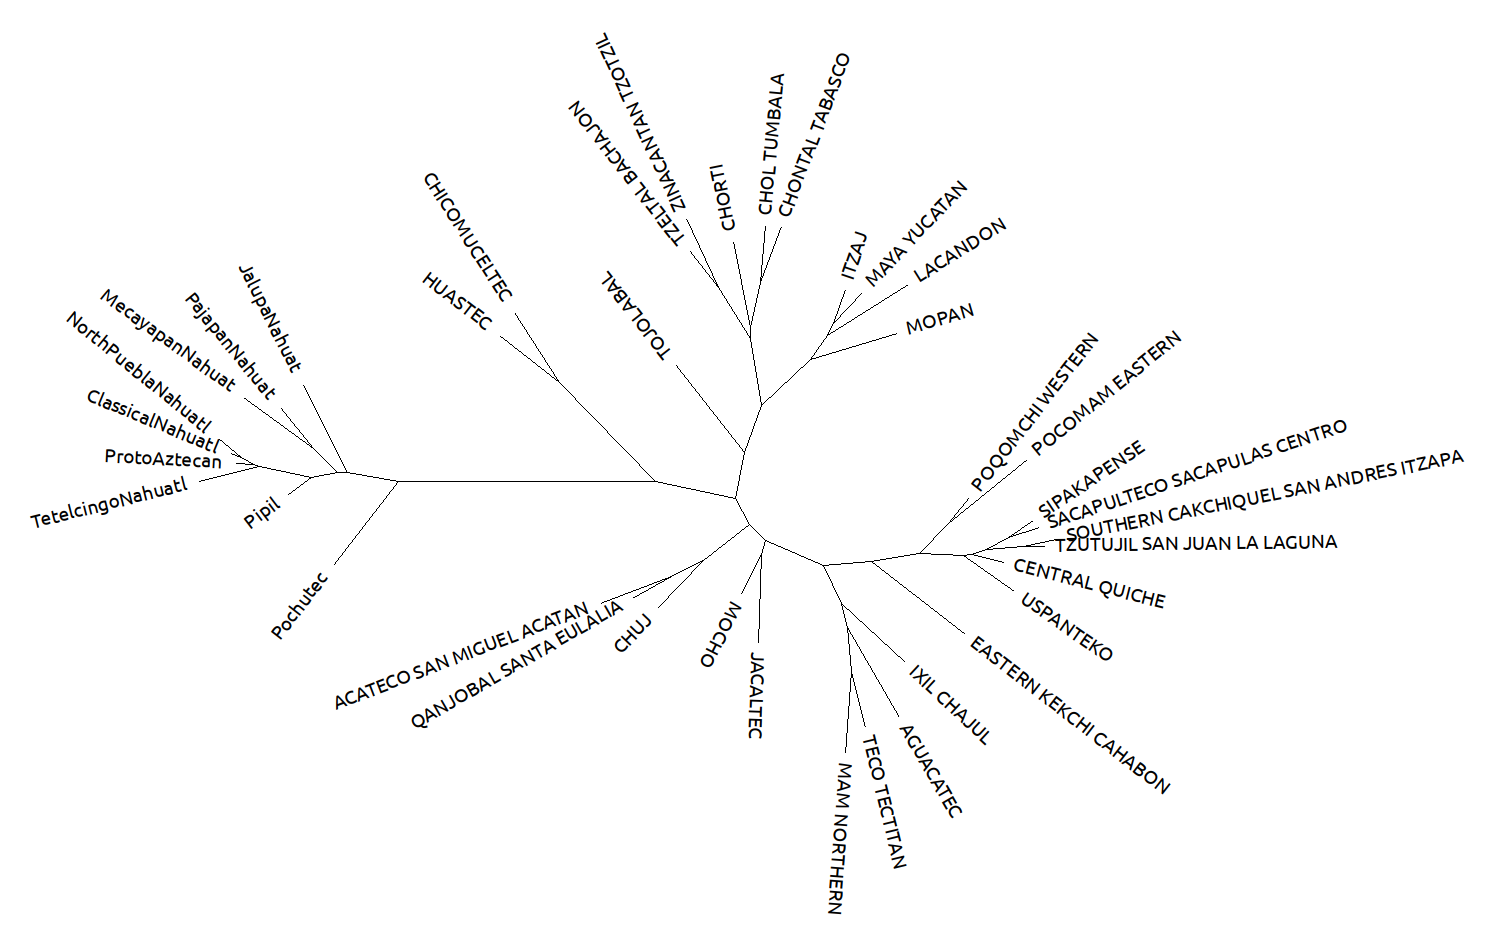 ZINACANTAN TZOTZIL
TZELTAL BACHAJON
CHORTI
CHOL TUMBALA
CHONTAL TABASCO
ITZAJ
MAYA YUCATAN
LACANDON
MOPAN
CHICOMUCELTEC
HUASTEC
TOJOLABAL
JalupaNahuat
PajapanNahuat
MecayapanNahuat
NorthPueblaNahuatl
ClassicalNahuatl
ProtoAztecan
TetelcingoNahuatl
Pipil
Pochutec
POQOMCHI WESTERN
POCOMAM EASTERN
SIPAKAPENSE
SACAPULTECO SACAPULAS CENTRO
SOUTHERN CAKCHIQUEL SAN ANDRES ITZAPA
TZUTUJIL SAN JUAN LA LAGUNA
CENTRAL QUICHE
USPANTEKO
EASTERN KEKCHI CAHABON
IXIL CHAJUL
AGUACATEC
TECO TECTITAN
MAM NORTHERN
JACALTEC
MOCHO
CHUJ
QANJOBAL SANTA EULALIA
ACATECO SAN MIGUEL ACATAN